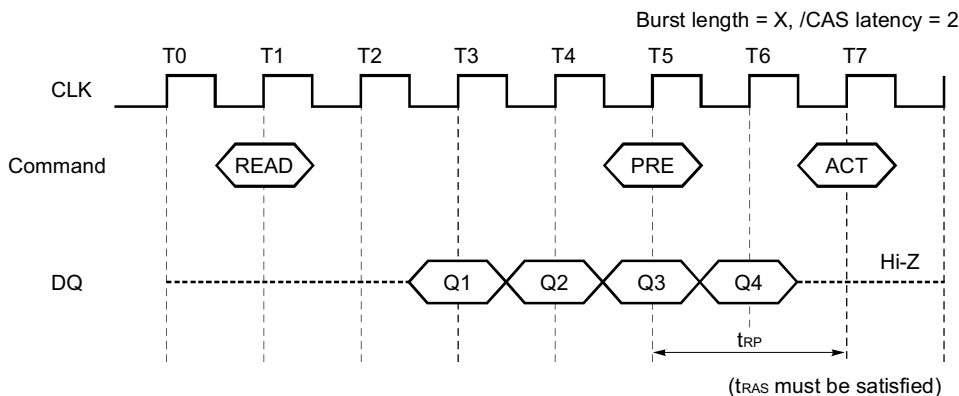 Burst length = X, /CAS latency = 2
T0 T1 T2 T3 T4 T5 T6 T7
CLK
Command READ PRE ACT
Hi-Z
DQ Q1 Q2 Q3 Q4
tRP
(tRAS must be satisfied)